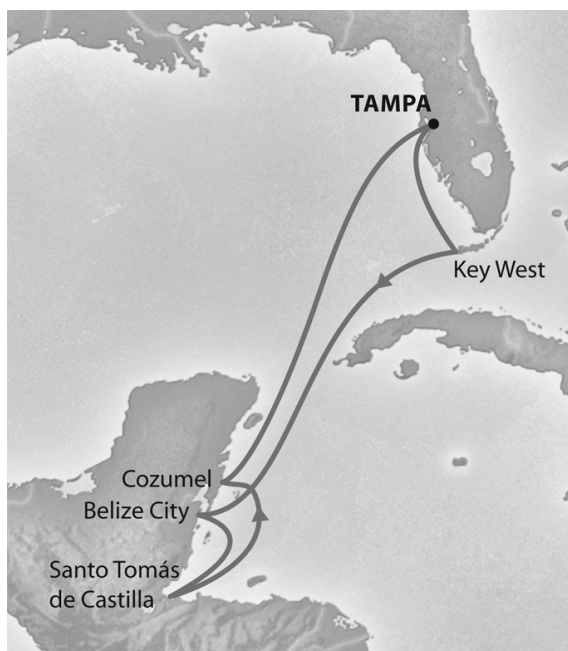 TAMPA
Key West
Cozumel
Belize City
Santo Tomás
de Castilla